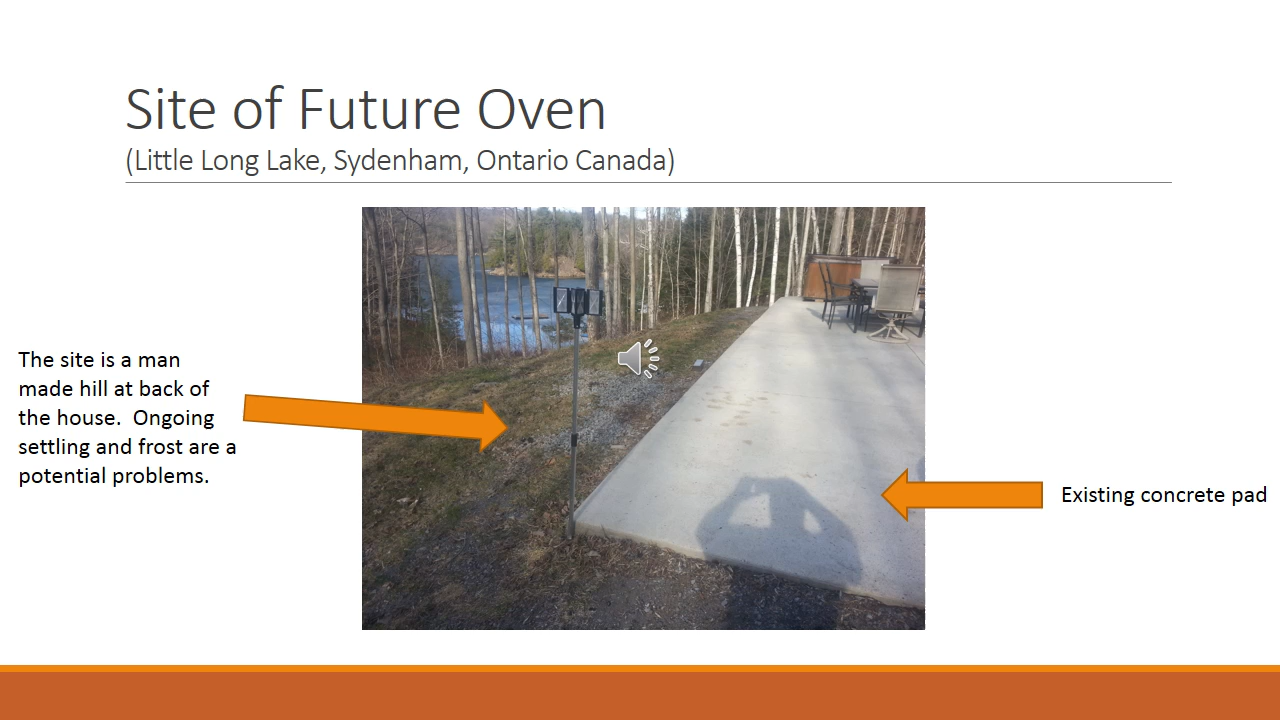 Site of Future Oven
(Little Long Lake, Sydenham, Ontario Canada)
The site is a man
made hill at back of
the house.  Ongoing
settling and frost are a
potential problems.
Existing concrete pad